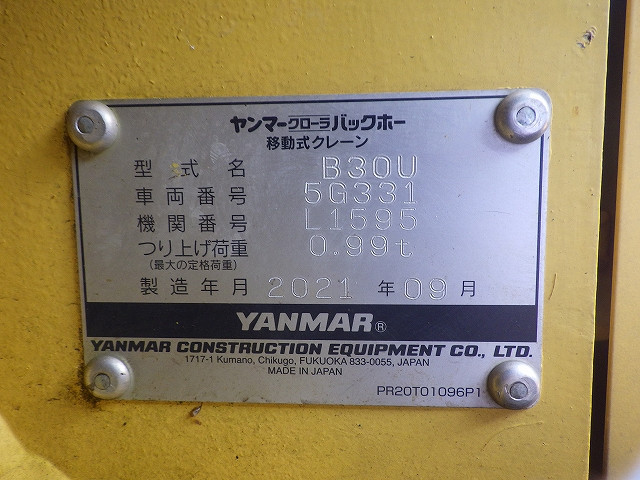 ヤンマークローラバックホー
移動式クレーン
型式名 B30U
車両番号 5G331
機関番号 L1595
つり上げ荷重 0.99t
(最大の定格荷重)
製造年月 2021 年 09 月
YANMAR®
YANMAR CONSTRUCTION EQUIPMENT CO., LTD.
1717-1 Kumano, Chikugo, FUKUOKA 833-0055, JAPAN
MADE IN JAPAN
PR20T01096P1